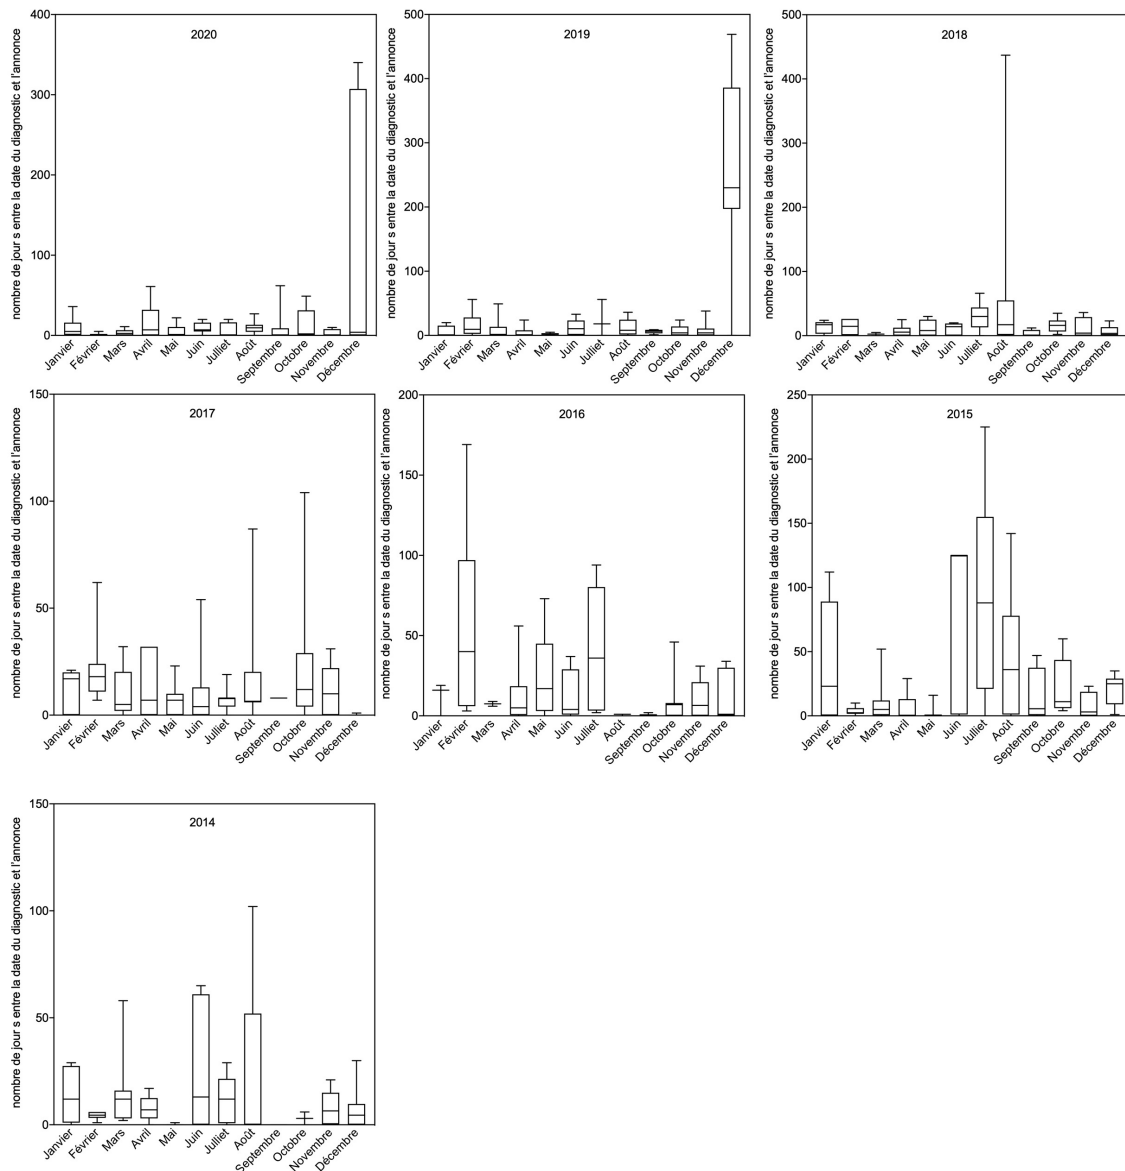 nombre de jour s entre la date du diagnostic et l'annonce
2020
400
300
200
100
0
Janvier
Février
Mars
Avril
Mai
Juin
Julliet
Août
Septembre
Octobre
Novembre
Décembre
nombre de jour s entre la date du diagnostic et l'annonce
2019
500
400
300
200
100
0
Janvier
Février
Mars
Avril
Mai
Juin
Julliet
Août
Septembre
Octobre
Novembre
Décembre
nombre de jour s entre la date du diagnostic et l'annonce
2018
500
400
300
200
100
0
Janvier
Février
Mars
Avril
Mai
Juin
Julliet
Août
Septembre
Octobre
Novembre
Décembre
nombre de jour s entre la date du diagnostic et l'annonce
2017
150
100
50
0
Janvier
Février
Mars
Avril
Mai
Juin
Julliet
Août
Septembre
Octobre
Novembre
Décembre
nombre de jour s entre la date du diagnostic et l'annonce
2016
200
150
100
50
0
Janvier
Février
Mars
Avril
Mai
Juin
Julliet
Août
Septembre
Octobre
Novembre
Décembre
nombre de jour s entre la date du diagnostic et l'annonce
2015
250
200
150
100
50
0
Janvier
Février
Mars
Avril
Mai
Juin
Julliet
Août
Septembre
Octobre
Novembre
Décembre
nombre de jour s entre la date du diagnostic et l'annonce
2014
150
100
50
0
Janvier
Février
Mars
Avril
Mai
Juin
Julliet
Août
Septembre
Octobre
Novembre
Décembre